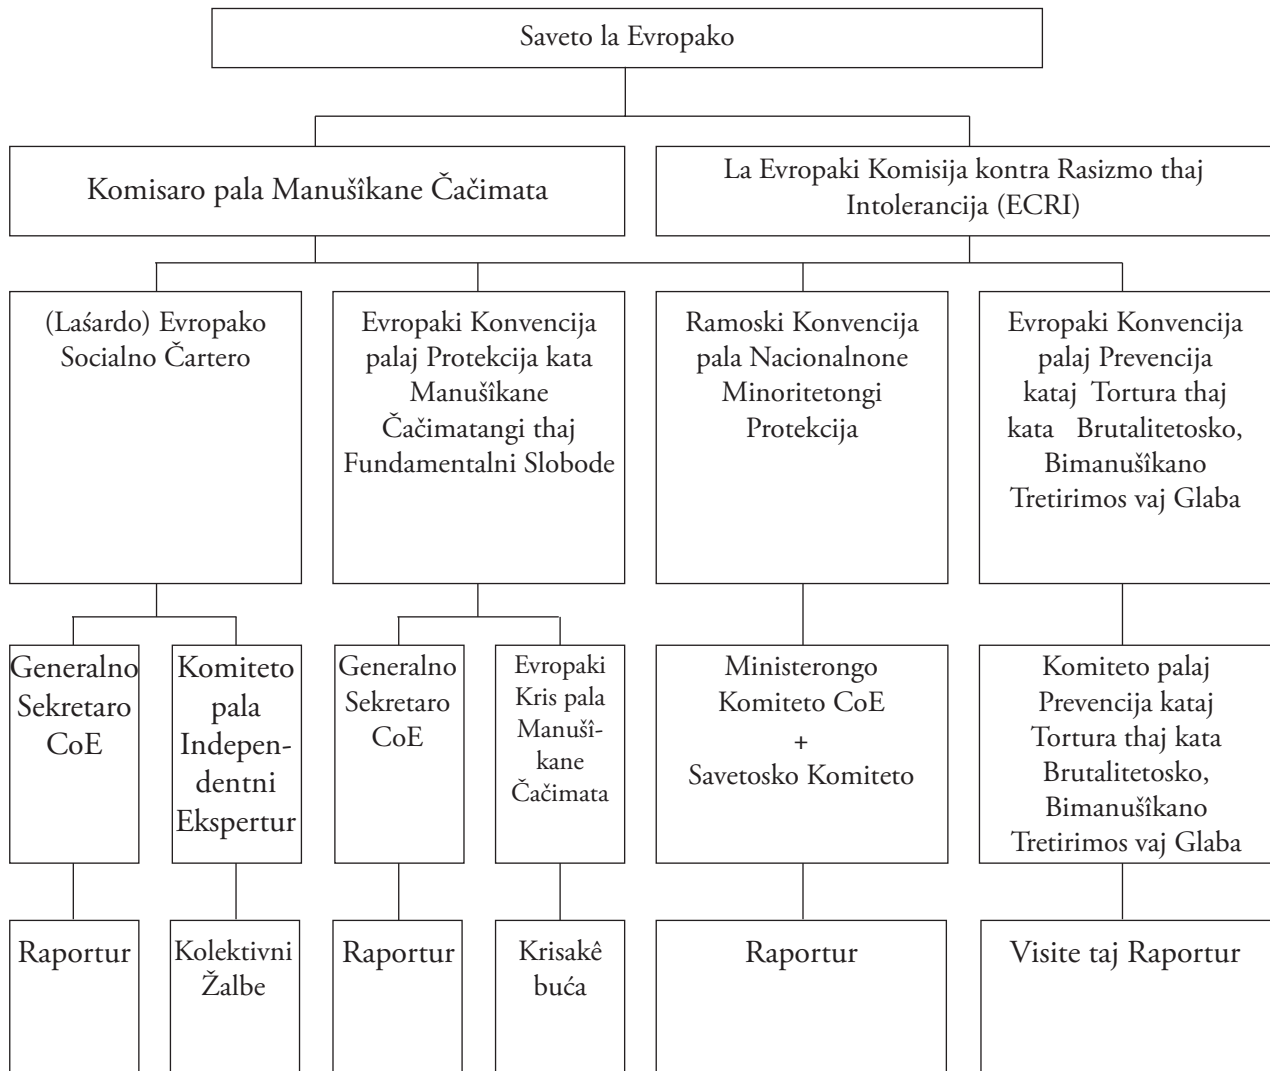 Saveto la Evropako
Komisaro pala Manušîkane Čačimata
La Evropaki Komisija kontra Rasizmo thaj
Intolerancija (ECRI)
(Laśardo) Evropako
Socialno Čartero
Evropaki Konvencija
palaj Protekcija kata
Manušîkane
Čačimatangi thaj
Fundamentalni Slobode
Ramoski Konvencija
pala Nacionalnone
Minoritetongi
Protekcija
Evropaki Konvencija
palaj Prevencija
kataj Tortura thaj
kata Brutalitetosko,
Bimanušîkano
Tretirimos vaj Glaba
Generalno
Sekretaro
CoE
Komiteto
pala
Indepen-
dentni
Ekspertur
Generalno
Sekretaro
CoE
Evropaki
Kris pala
Manušî-
kane
Čačimata
Ministerongo
Komiteto CoE
+
Savetosko Komiteto
Komiteto palaj
Prevencija kataj
Tortura thaj kata
Brutalitetosko,
Bimanušîkano
Tretirimos vaj Glaba
Raportur
Kolektivni
Žalbe
Raportur
Krisakê
buća
Raportur
Visite taj Raportur